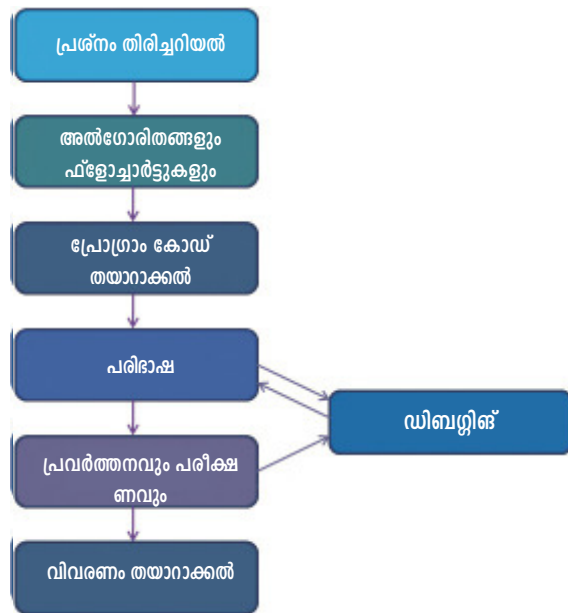 പ്രശ്നം തിരിച്ചറിയൽ
അൽഗോരിതങ്ങളും
ഫ്ളോച്ചാർട്ടുകളും
പ്രോഗ്രാം കോഡ്
തയാറാക്കൽ
പരിഭാഷ
ഡിബഗ്ഗിങ്
പ്രവർത്തനവും പരീക്ഷ
ണവും
വിവരണം തയാറാക്കൽ